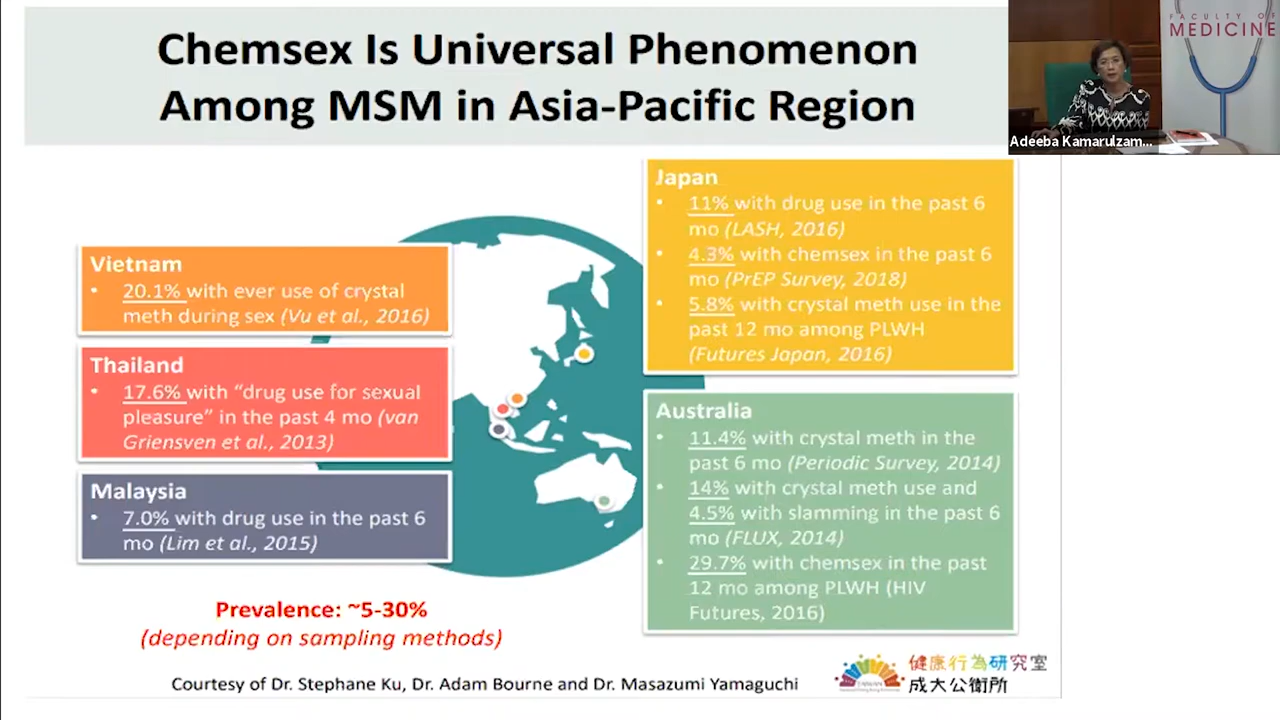 Chemsex Is Universal Phenomenon
Among MSM in Asia-Pacific Region
FACULTY OF
MEDICINE
Adeeba Kamarulzam...
Vietnam
• 20.1% with ever use of crystal
meth during sex (Vu et al., 2016)
Thailand
• 17.6% with “drug use for sexual
pleasure” in the past 4 mo (van
Griensven et al., 2013)
Malaysia
• 7.0% with drug use in the past 6
mo (Lim et al., 2015)
Japan
• 11% with drug use in the past 6
mo (LASH, 2016)
• 4.3% with chemsex in the past 6
mo (PrEP Survey, 2018)
• 5.8% with crystal meth use in the
past 12 mo among PLWH
(Futures Japan, 2016)
Australia
• 11.4% with crystal meth in the
past 6 mo (Periodic Survey, 2014)
• 14% with crystal meth use and
4.5% with slamming in the past 6
mo (FLUX, 2014)
• 29.7% with chemsex in the past
12 mo among PLWH (HIV
Futures, 2016)
Prevalence: ~5-30%
(depending on sampling methods)
Courtesy of Dr. Stephane Ku, Dr. Adam Bourne and Dr. Masazumi Yamaguchi
健康行為研究室
成大公衛所